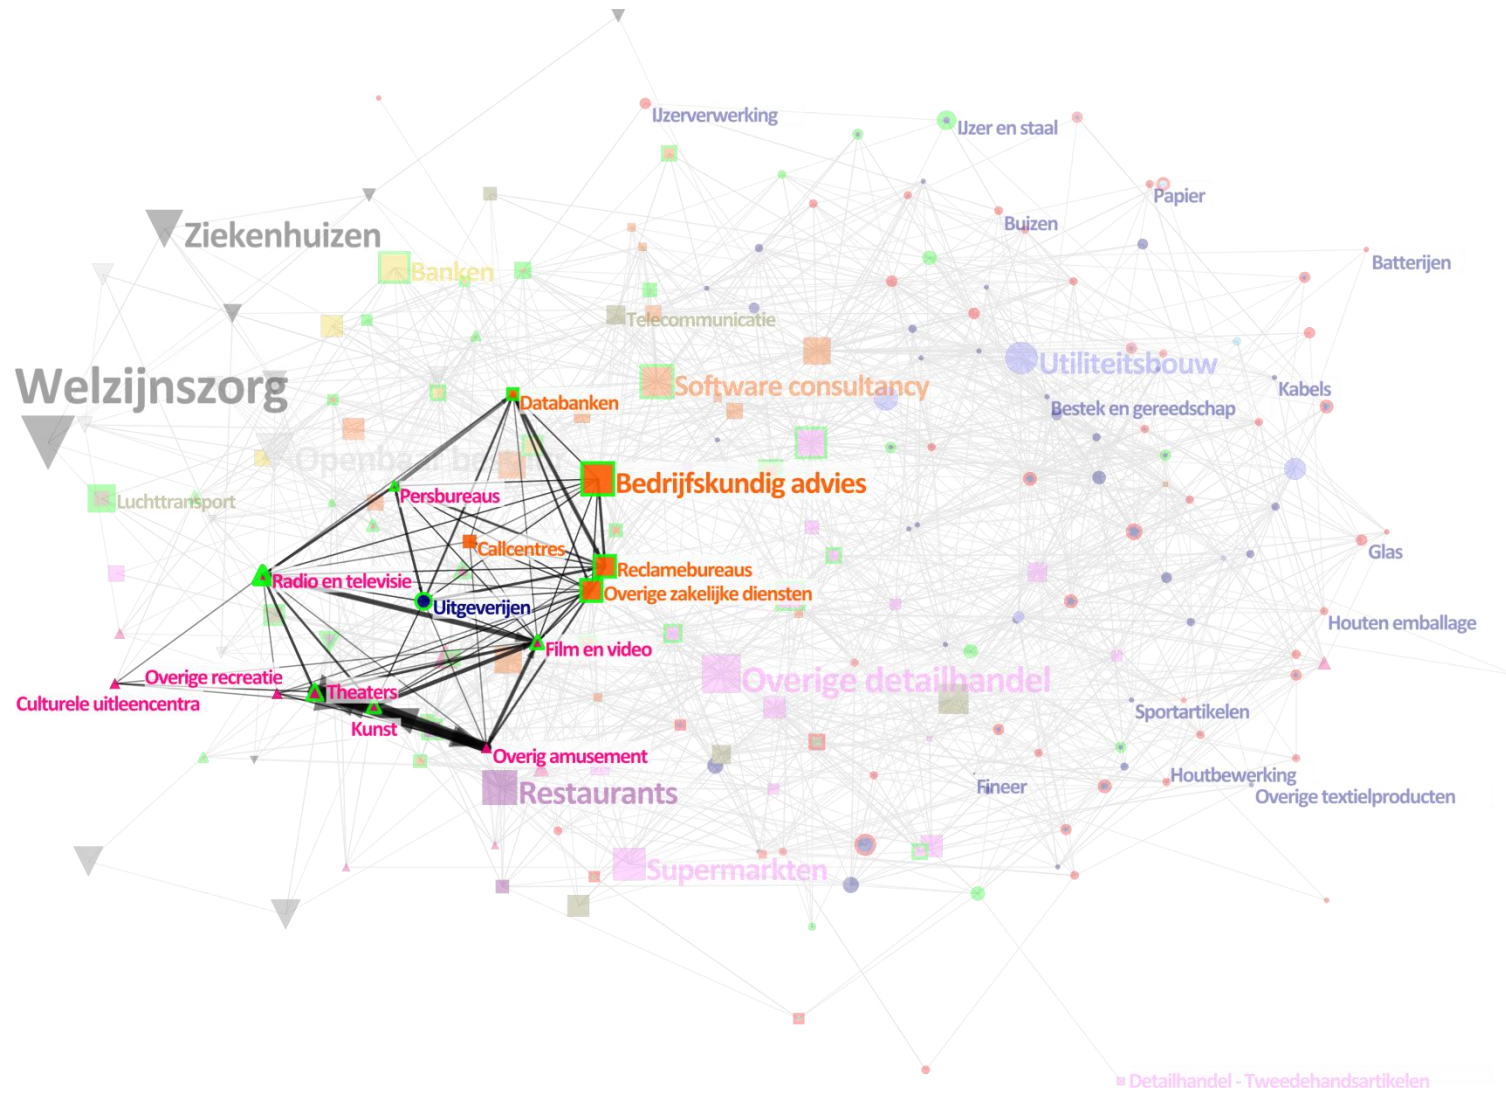 IJzerverwerking
IJzer en staal
Papier
Buizen
Ziekenhuizen
Batterijen
Banken
Telecommunicatie
Utiliteitsbouw
Software consultancy
Welzijnszorg
Kabels
Databanken
Bestek en gereedschap
Openbaar
Bedrijfskundig advies
Persbureaus
Luchttransport
Callcentres
Glas
Reclamebureaus
Radio en televisie
Overige zakelijke diensten
Uitgeverijen
Houten emballage
Film en video
Overige recreatie
Overige detailhandel
Theaters
Culturele uitleencentra
Sportartikelen
Kunst
Overig amusement
Houtbewerking
Fineer
Restaurants
Overige textielproducten
Supermarkten
Detailhandel - Tweedehandsartikelen